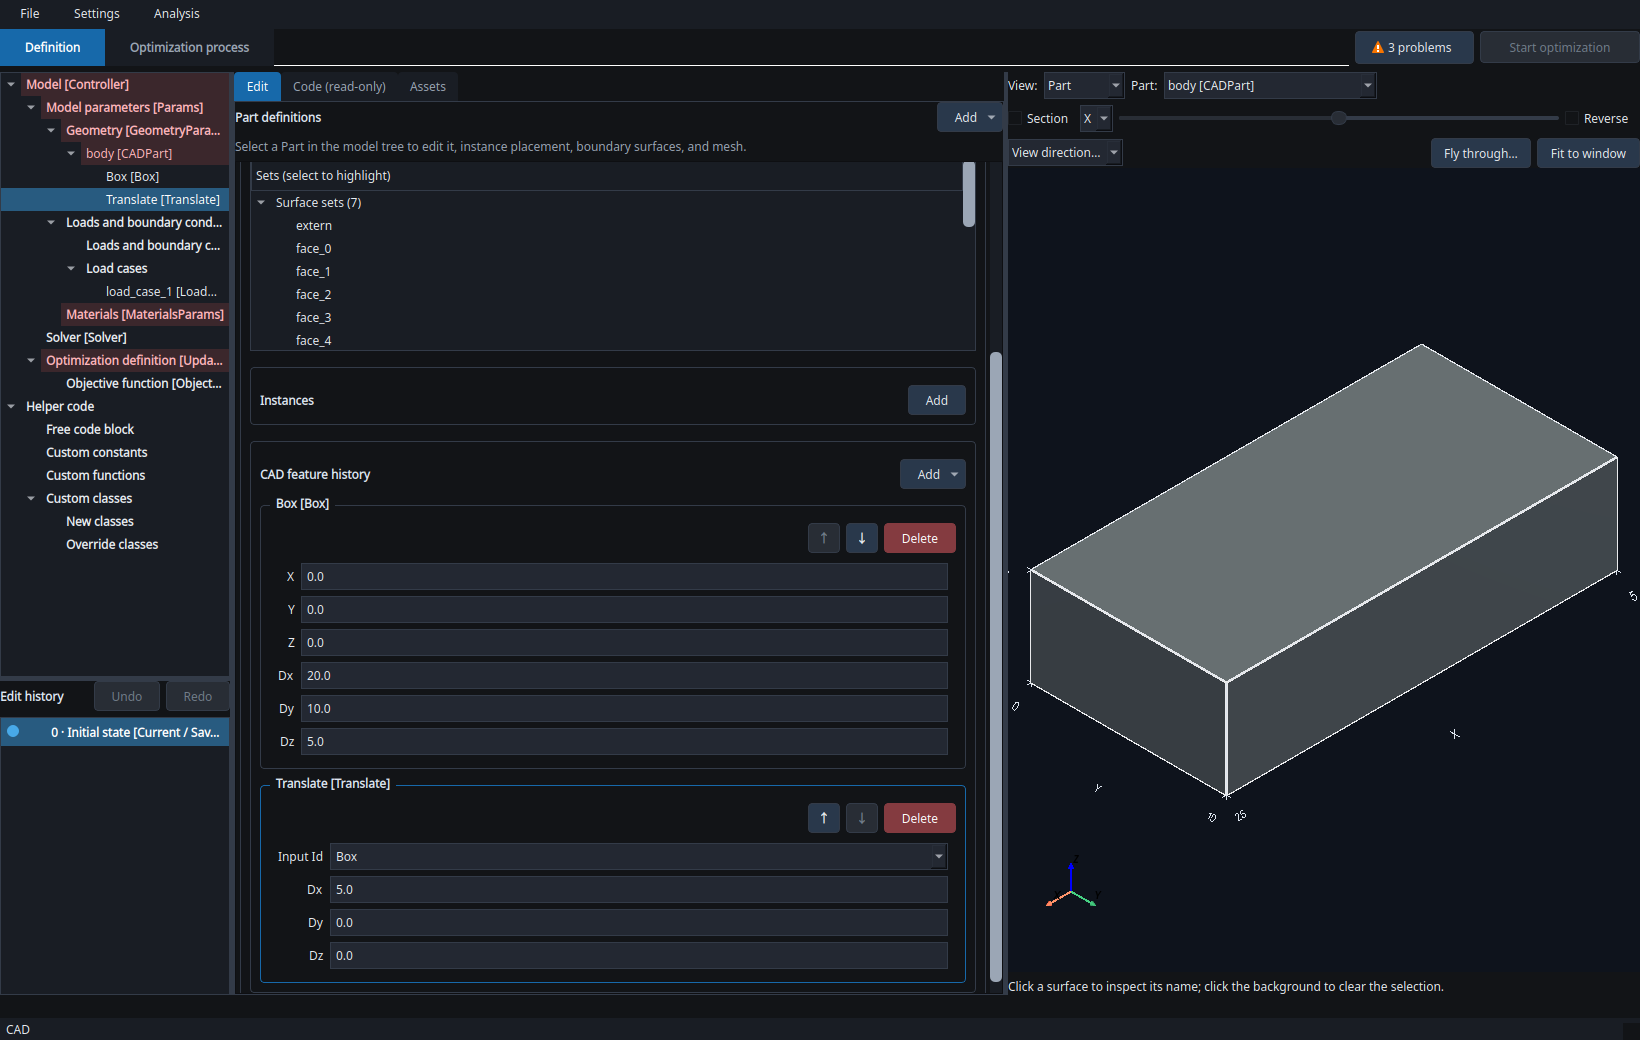 File Settings Analysis
Definition Optimization process 3 problems Start optimization
Model [Controller]
Model parameters [Params]
Geometry [GeometryPara...
body [CADPart]
Box [Box]
Translate [Translate]
Loads and boundary cond...
Loads and boundary c...
Load cases
load_case_1 [Load...
Materials [MaterialsParams]
Solver [Solver]
Optimization definition [Upda...
Objective function [Object...
Helper code
Free code block
Custom constants
Custom functions
Custom classes
New classes
Override classes
Edit history Undo Redo
0 · Initial state [Current / Sav...
Edit Code (read-only) Assets
Part definitions Add
Select a Part in the model tree to edit it, instance placement, boundary surfaces, and mesh.
Sets (select to highlight)
Surface sets (7)
extern
face_0
face_1
face_2
face_3
face_4
Instances Add
CAD feature history Add
Box [Box]
↑ ↓ Delete
X 0.0
Y 0.0
Z 0.0
Dx 20.0
Dy 10.0
Dz 5.0
Translate [Translate]
↑ ↓ Delete
Input Id Box
Dx 5.0
Dy 0.0
Dz 0.0
View: Part Part: body [CADPart]
Section X Reverse
View direction... Fly through... Fit to window
5
0
X
Y
10 25
Z
Y
Click a surface to inspect its name; click the background to clear the selection.
CAD